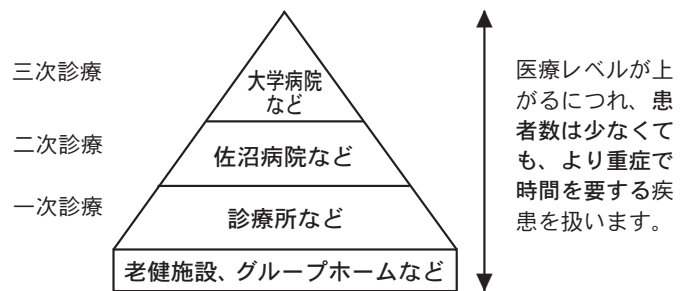 三次診療
大学病院
など
二次診療
佐沼病院など
一次診療
診療所など
老健施設、グループホームなど
医療レベルが上
がるにつれ、患
者数は少なくて
も、より重症で
時間を要する疾
患を扱います。